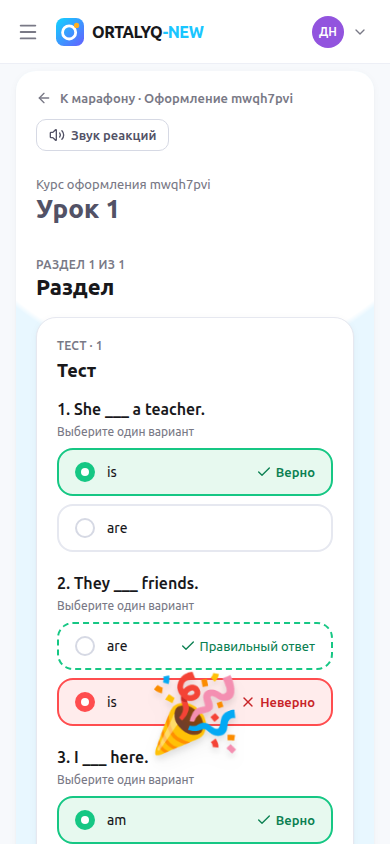 ORTALYQ-NEW
ДН
К марафону · Оформление mwqh7pvi
Звук реакций
Курс оформления mwqh7pvi
Урок 1
РАЗДЕЛ 1 ИЗ 1
Раздел
ТЕСТ · 1
Тест
1. She ___ a teacher.
Выберите один вариант
is
Верно
are
2. They ___ friends.
Выберите один вариант
are
Правильный ответ
is
Неверно
3. I ___ here.
Выберите один вариант
am
Верно